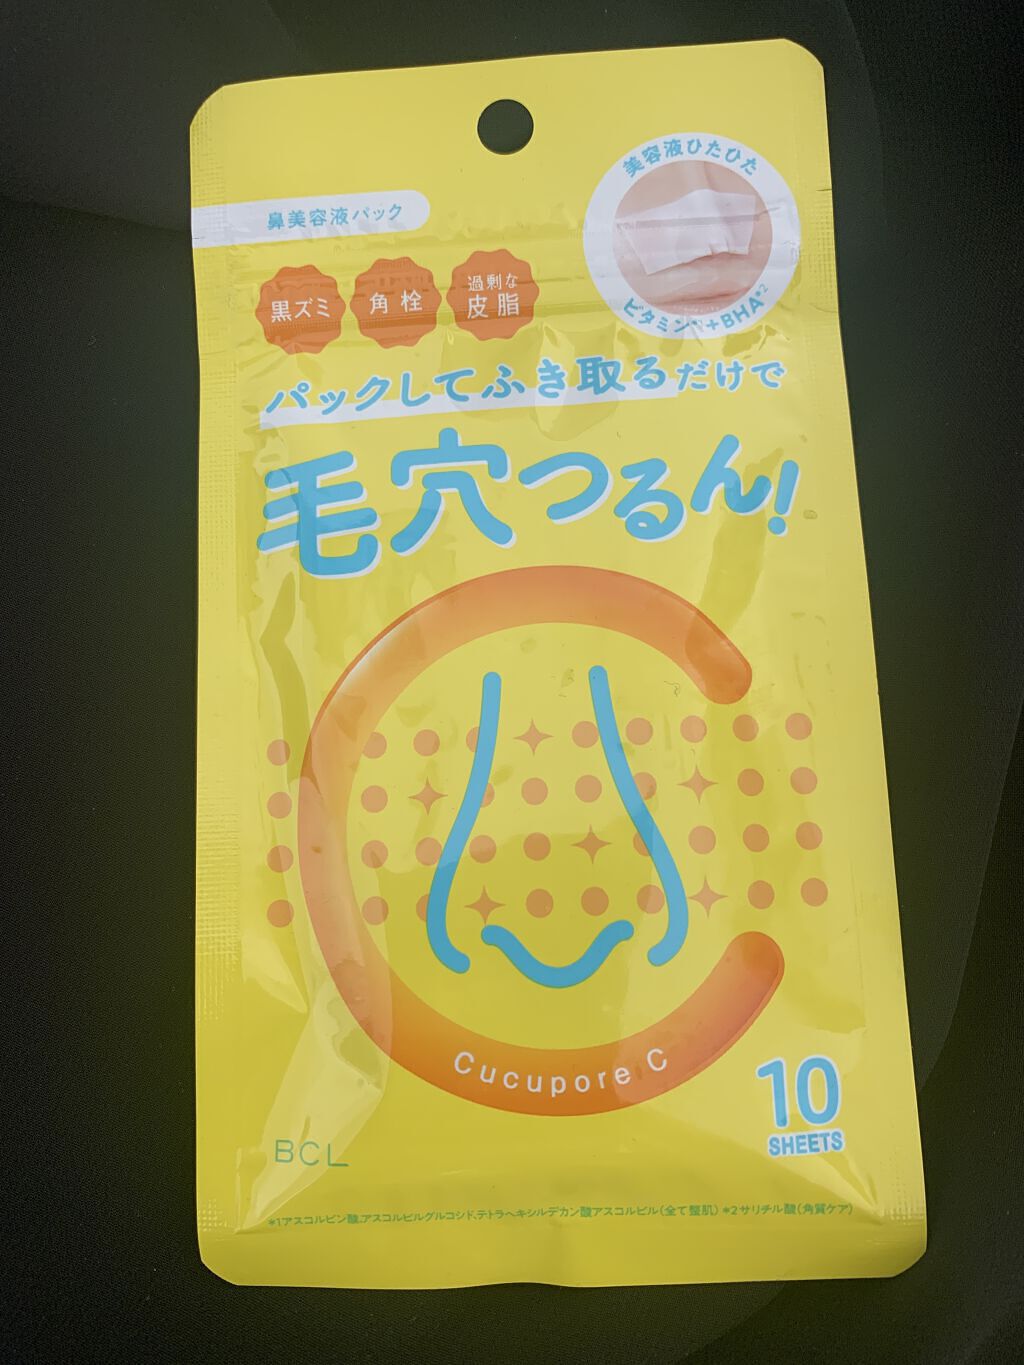 美容液ひたひた
鼻美容液パック
黒ズミ
角栓
過剰な
皮脂
ビタミンC*1+BHA*2
パックしてふき取るだけで
毛穴つるん!
Cucupore C
10
SHEETS
BCL
*1アスコルビン酸、アスコルビルグルコシド、テトラヘキシルデカン酸アスコルビル(全て整肌) *2サリチル酸(角質ケア)